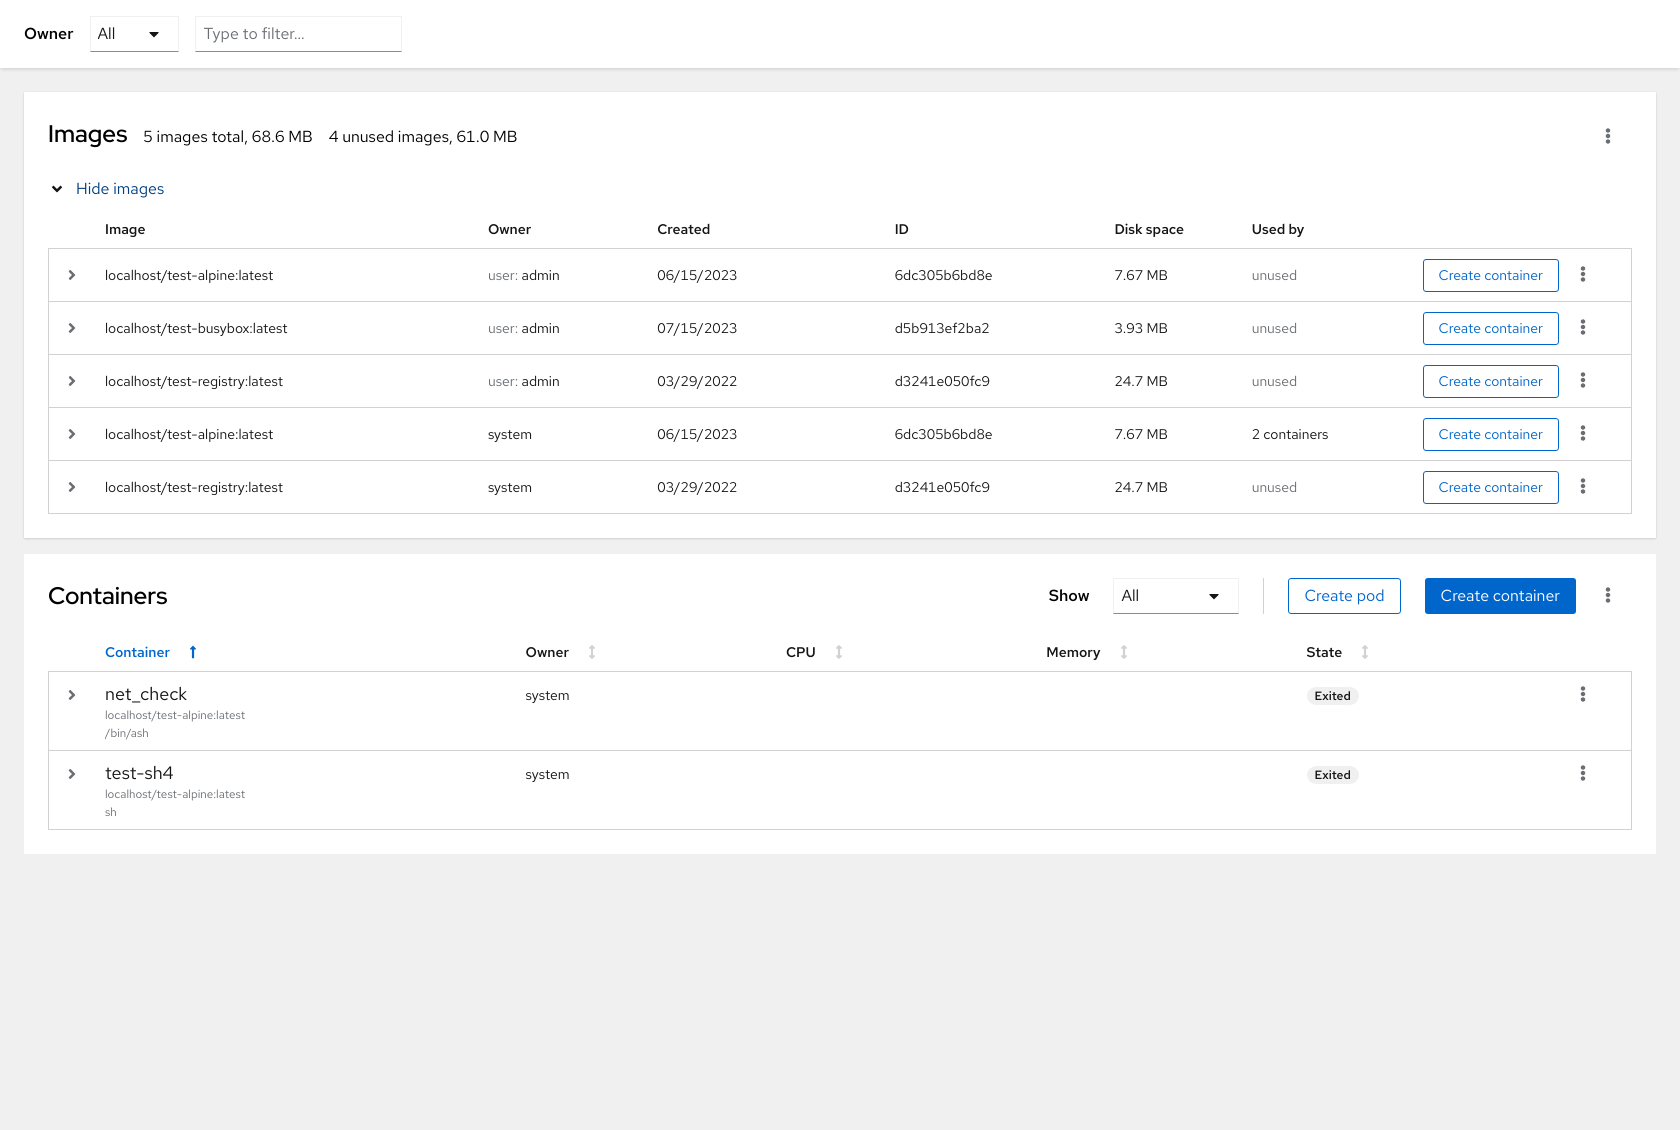 Owner All Type to filter...
Images 5 images total, 68.6 MB 4 unused images, 61.0 MB
Hide images
Image Owner Created ID Disk space Used by
localhost/test-alpine:latest user: admin 06/15/2023 6dc305b6bd8e 7.67 MB unused Create container
localhost/test-busybox:latest user: admin 07/15/2023 d5b913ef2ba2 3.93 MB unused Create container
localhost/test-registry:latest user: admin 03/29/2022 d3241e050fc9 24.7 MB unused Create container
localhost/test-alpine:latest system 06/15/2023 6dc305b6bd8e 7.67 MB 2 containers Create container
localhost/test-registry:latest system 03/29/2022 d3241e050fc9 24.7 MB unused Create container
Containers Show All Create pod Create container
Container Owner CPU Memory State
net_check system Exited
localhost/test-alpine:latest
/bin/ash
test-sh4 system Exited
localhost/test-alpine:latest
sh